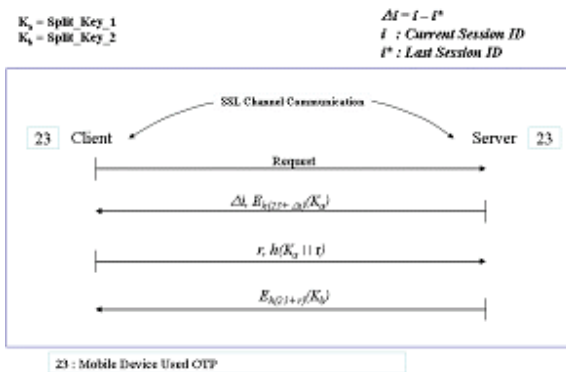 Ka = Split_Key_1
Kb = Split_Key_2
Δi = i – i*
i : Current Session ID
i* : Last Session ID
SSL Channel Communication
23 Client
Server 23
Request
Δi, Eh(23+Δi)(Ka)
r, h(Ka || r)
Eh(23+r)(Kb)
23 : Mobile Device Used OTP